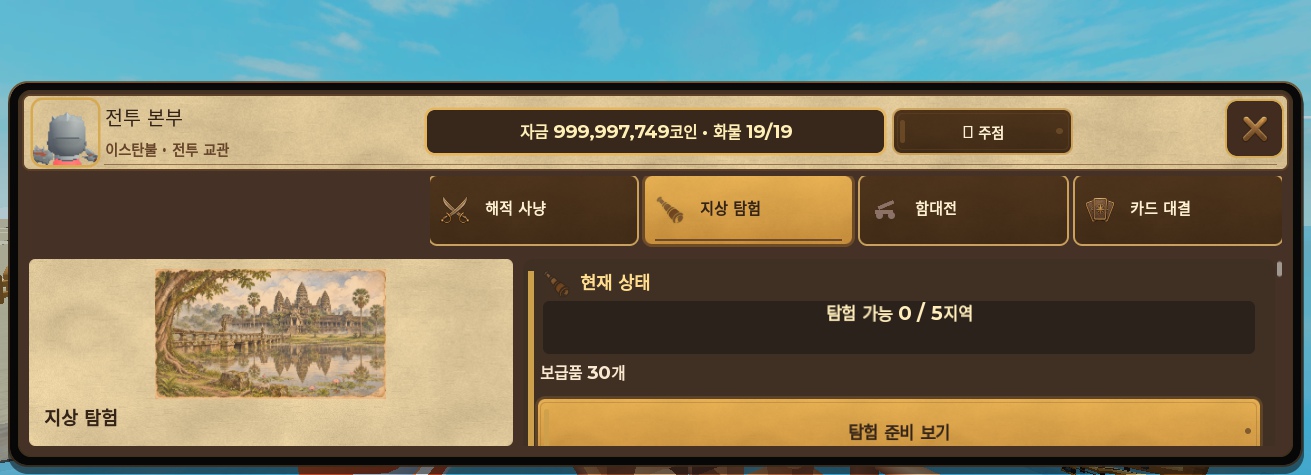 전투 본부
이스탄불 • 전투 교관
자금 999,997,749코인 • 화물 19/19
주점
해적 사냥
지상 탐험
함대전
카드 대결
지상 탐험
현재 상태
탐험 가능 0 / 5지역
보급품 30개
탐험 준비 보기